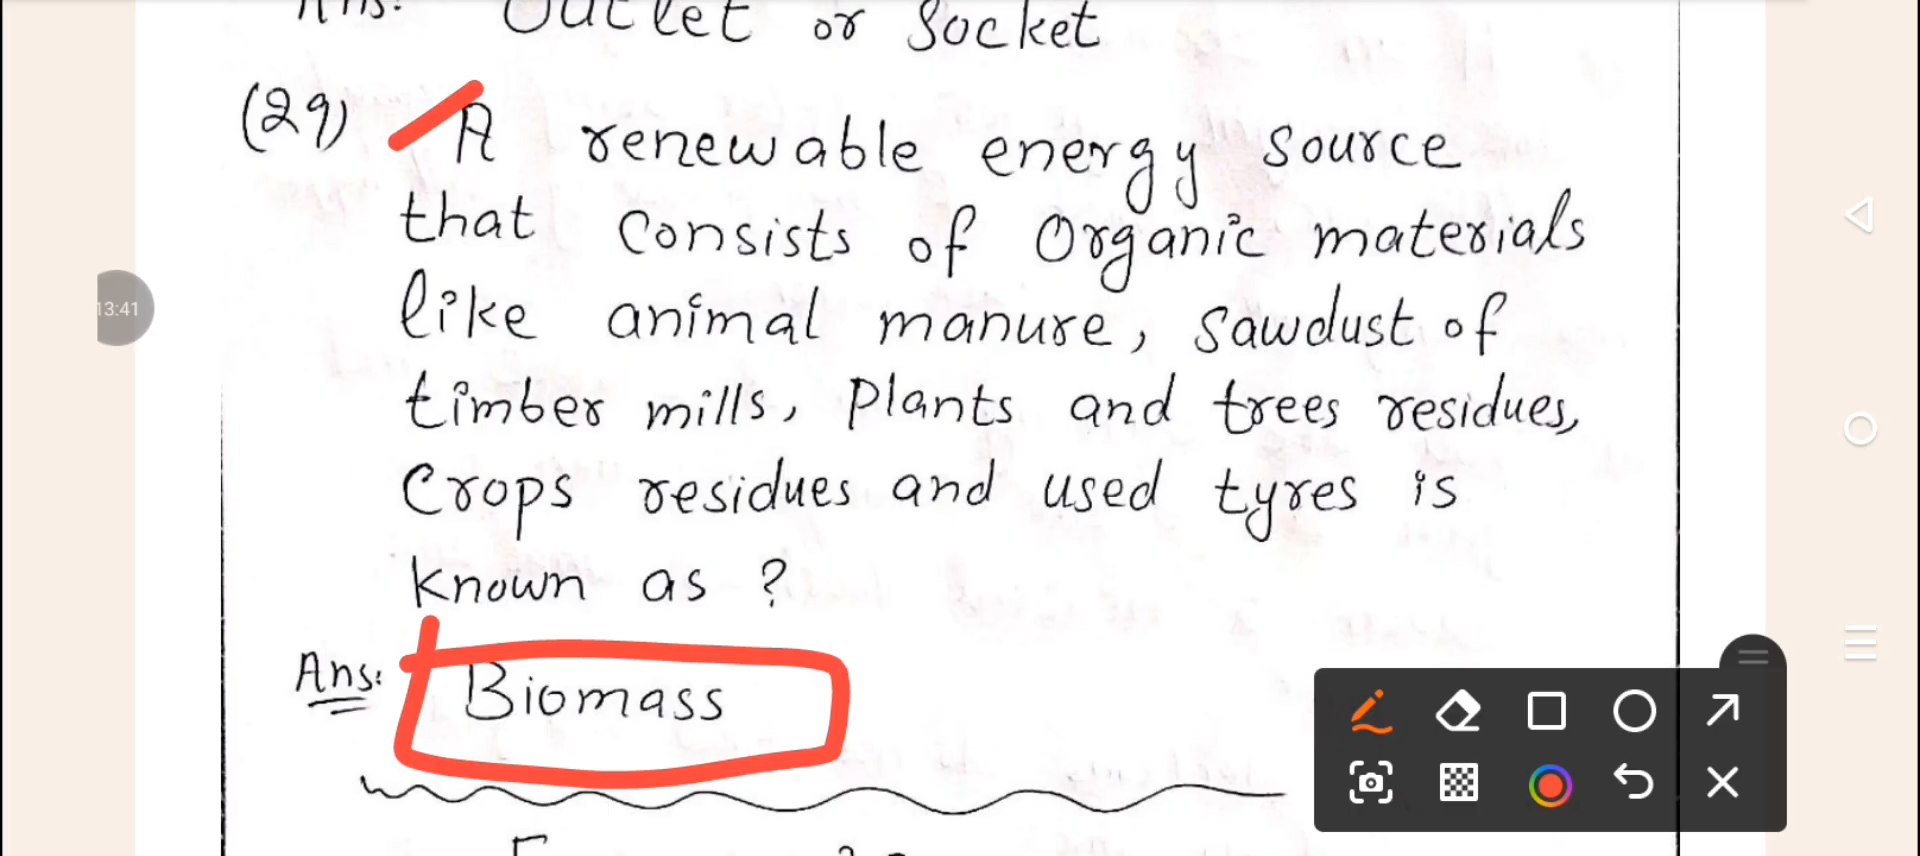 Ans: Outlet or Socket
(29) A renewable energy source
that Consists of Organic materials
like animal manure, Sawdust of
timber mills, Plants and trees residues,
Crops residues and used tyres is
known as ?
Ans: Biomass
13:41